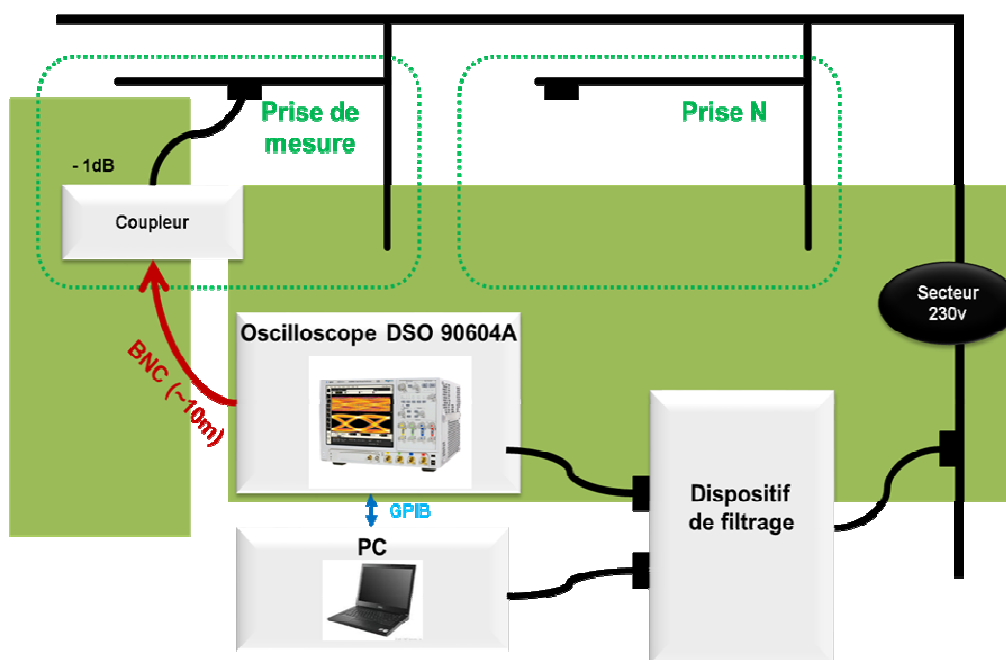 Prise de
mesure
Prise N
- 1dB
Coupleur
Secteur
230v
Oscilloscope DSO 90604A
BNC (~10m)
GPIB
PC
Dispositif
de filtrage